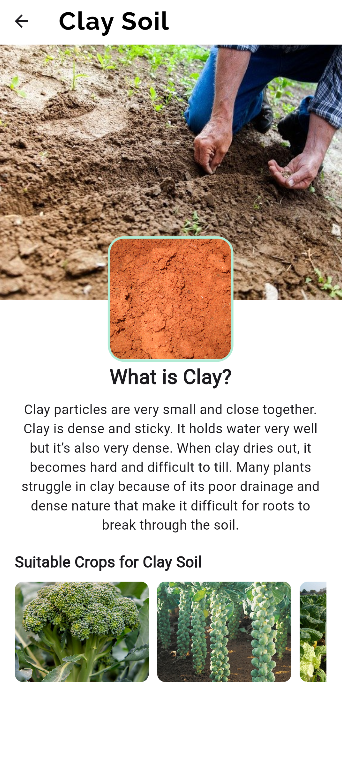 Clay Soil
What is Clay?
Clay particles are very small and close together.
Clay is dense and sticky. It holds water very well
but it's also very dense. When clay dries out, it
becomes hard and difficult to till. Many plants
struggle in clay because of its poor drainage and
dense nature that make it difficult for roots to
break through the soil.
Suitable Crops for Clay Soil